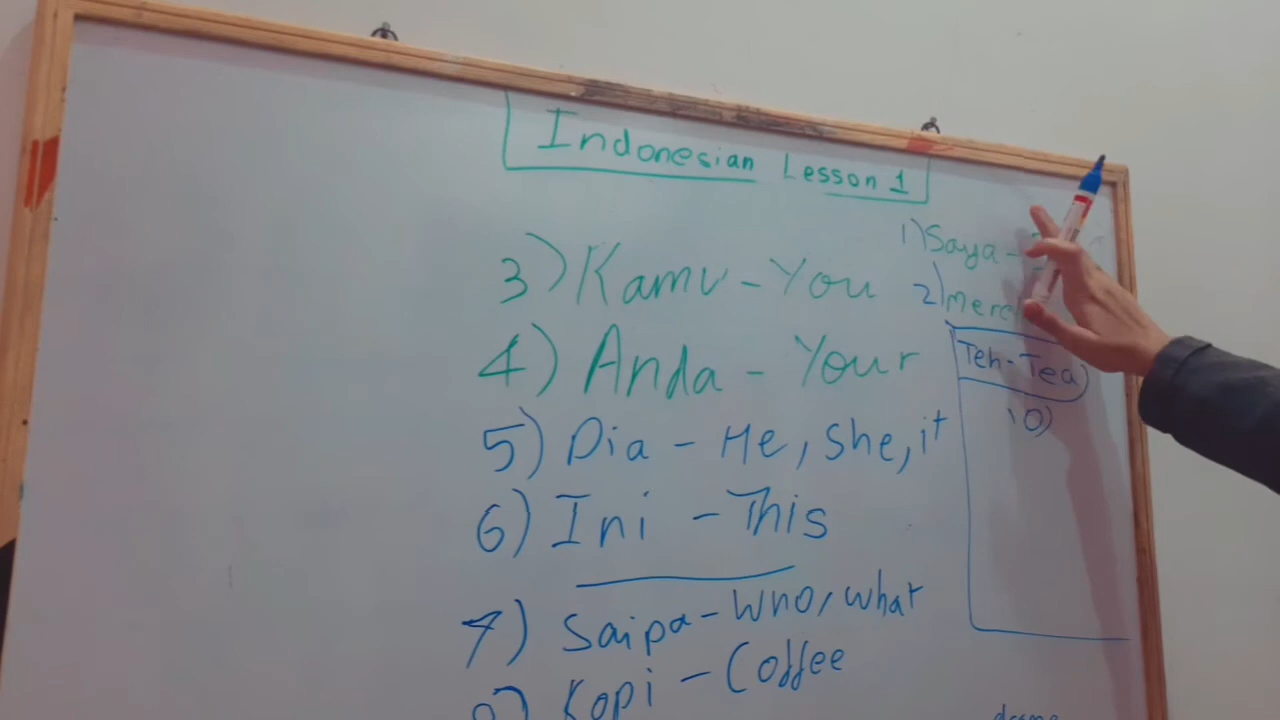 Indonesian Lesson 1
3) Kamu - You
4) Anda - Your
5) Dia - He, She, it
6) Ini - This
7) Saipa - Who, what
Kopi - Coffee
1) Saya -
2)
Teh - Tea
10)